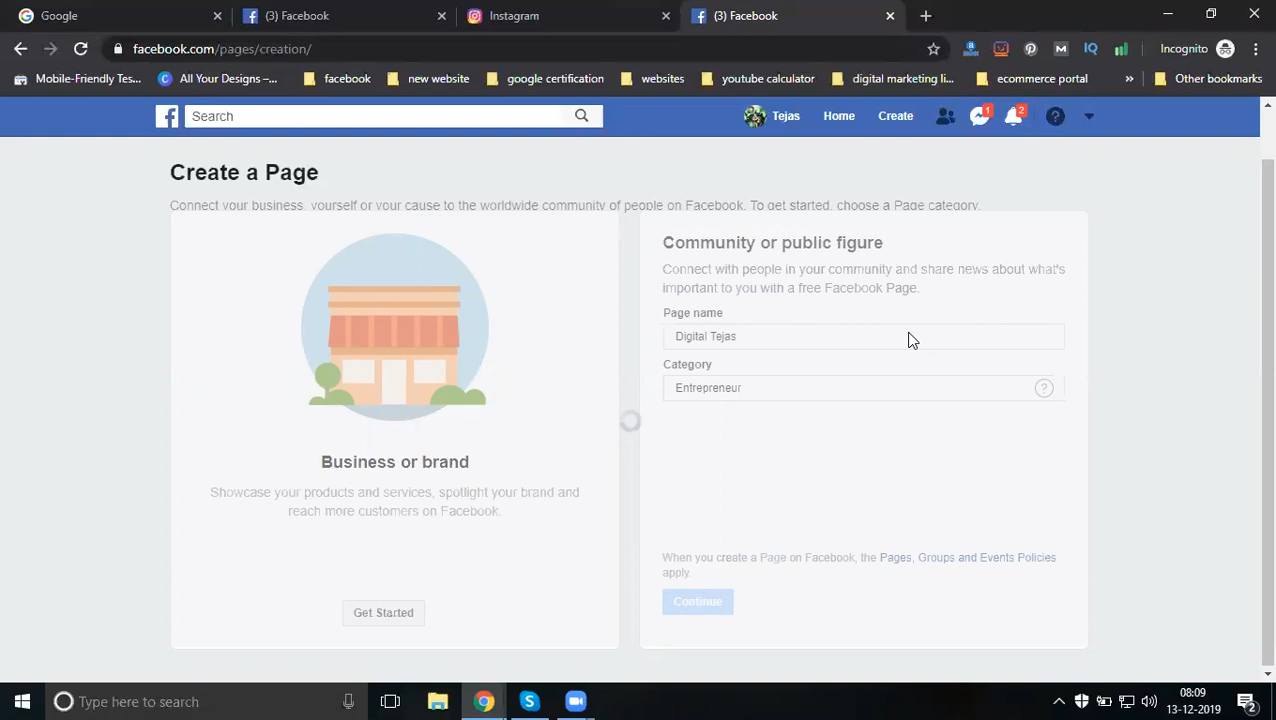 Google
(3) Facebook
Instagram
(3) Facebook
facebook.com/pages/creation/
Incognito
Mobile-Friendly Tes...
All Your Designs –...
facebook
new website
google certification
websites
youtube calculator
digital marketing li...
ecommerce portal
Other bookmarks
Search
Tejas
Home
Create
1
2
Create a Page
Connect your business, yourself or your cause to the worldwide community of people on Facebook. To get started, choose a Page category.
Business or brand
Showcase your products and services, spotlight your brand and
reach more customers on Facebook.
Get Started
Community or public figure
Connect with people in your community and share news about what's
important to you with a free Facebook Page.
Page name
Digital Tejas
Category
Entrepreneur
When you create a Page on Facebook, the Pages, Groups and Events Policies
apply.
Continue
Type here to search
08:09
13-12-2019
2